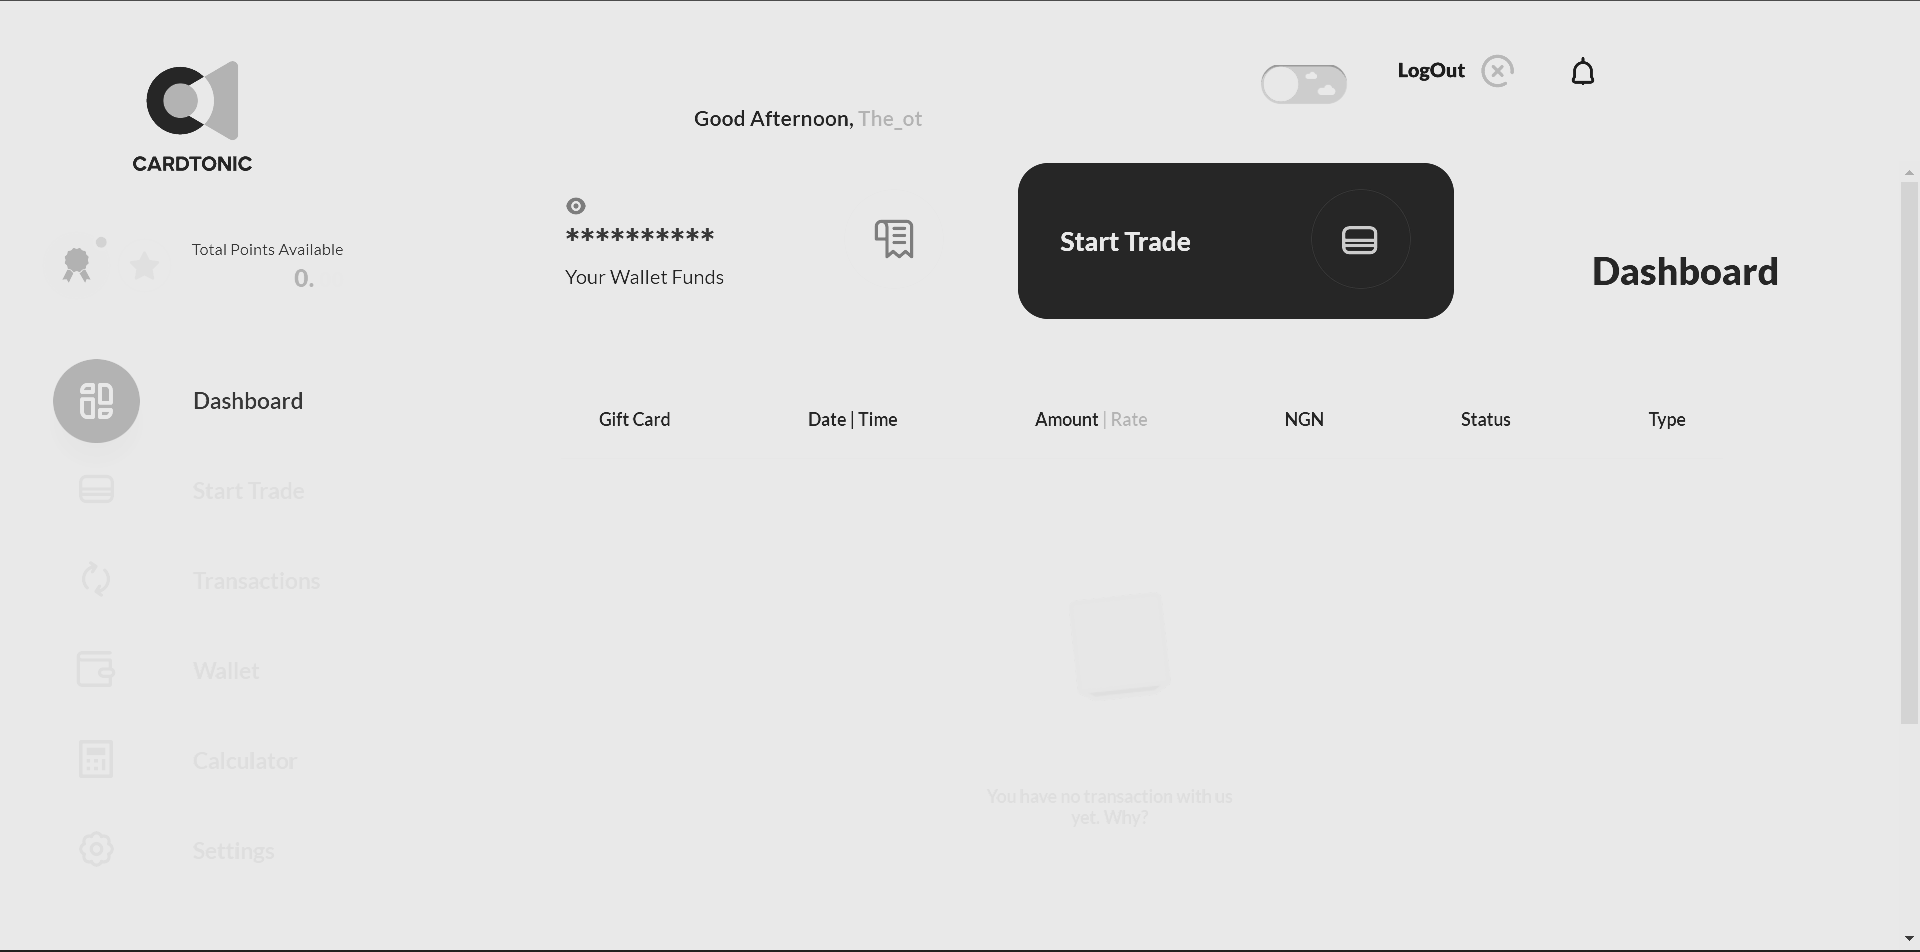 CARDTONIC
Good Afternoon, The_ot
LogOut
Total Points Available
0.
**********
Your Wallet Funds
Start Trade
Dashboard
Dashboard
Start Trade
Transactions
Wallet
Calculator
Settings
Gift Card Date | Time Amount | Rate NGN Status Type
You have no transaction with us
yet. Why?